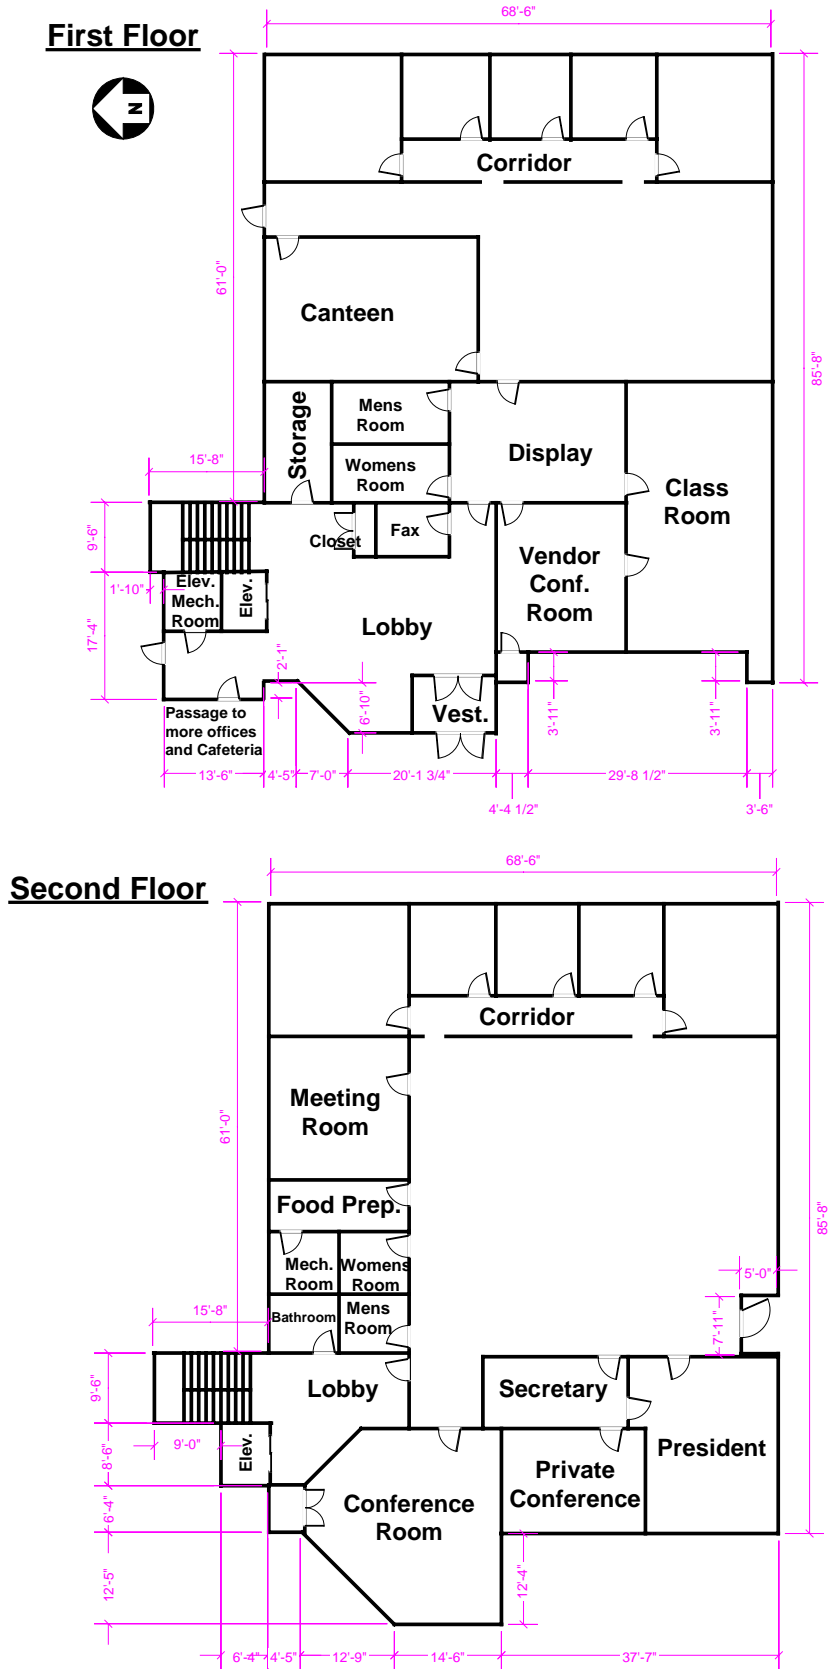 68'-6"
First Floor
N
Corridor
61'-0"
85'-8"
Canteen
Storage
Mens
Room
Womens
Room
Display
Class
Room
15'-8"
9'-6"
Closet
Fax
Vendor
Conf.
Room
1'-10"
Elev.
Mech.
Room
Elev.
Lobby
17'-4"
2'-1"
6'-10"
3'-11"
3'-11"
Vest.
Passage to
more offices
and Cafeteria
13'-6"
4'-5"
7'-0"
20'-1 3/4"
29'-8 1/2"
4'-4 1/2"
3'-6"
68'-6"
Second Floor
Corridor
61'-0"
Meeting
Room
85'-8"
Food Prep.
Mech.
Room
Womens
Room
5'-0"
7'-11"
15'-8"
Bathroom
Mens
Room
9'-6"
Lobby
Secretary
9'-0"
8'-6"
Elev.
President
Private
Conference
Conference
Room
6'-4"
12'-5"
12'-4"
6'-4"
4'-5"
12'-9"
14'-6"
37'-7"